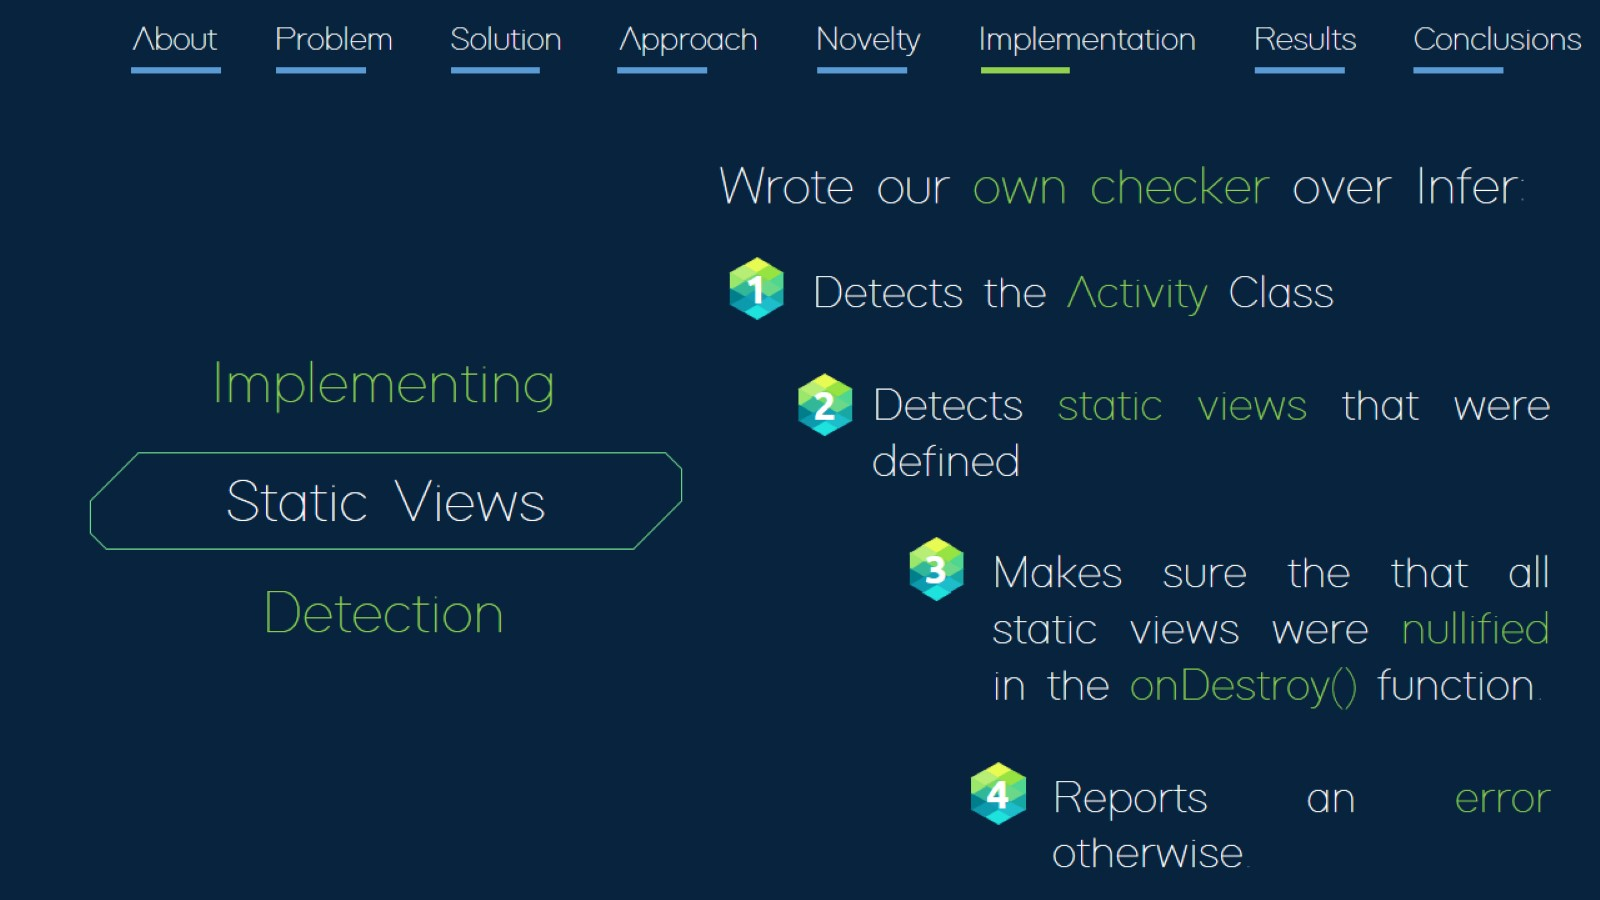 About Problem Solution Approach Novelty Implementation Results Conclusions
Implementing
Static Views
Detection
Wrote our own checker over Infer:
1 Detects the Activity Class
2 Detects static views that were
defined
3 Makes sure the that all
static views were nullified
in the onDestroy() function.
4 Reports an error
otherwise.